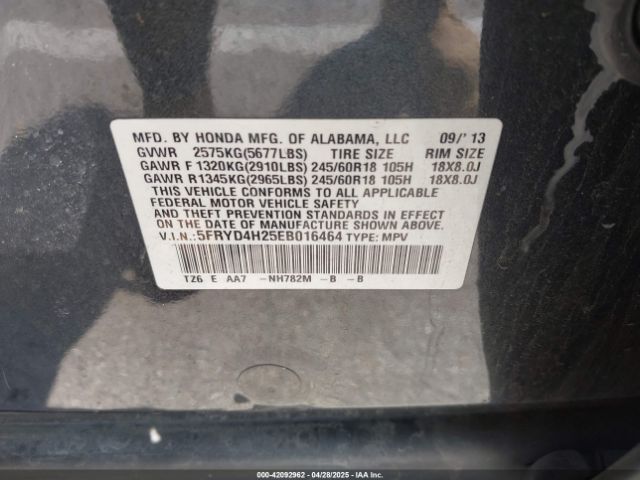 MFD. BY HONDA MFG. OF ALABAMA, LLC 09/'13
GVWR 2575KG(5677LBS) TIRE SIZE RIM SIZE
GAWR F 1320KG(2910LBS) 245/60R18 105H 18X8.0J
GAWR R 1345KG(2965LBS) 245/60R18 105H 18X8.0J
THIS VEHICLE CONFORMS TO ALL APPLICABLE
FEDERAL MOTOR VEHICLE SAFETY
AND THEFT PREVENTION STANDARDS IN EFFECT
ON THE DATE OF MANUFACTURE SHOWN ABOVE.
V.I.N.:5FRYD4H25EB016464 TYPE: MPV
TZ6 E AA7 -NH782M -B -B
000-42092962 - 04/28/2025 - IAA INC.